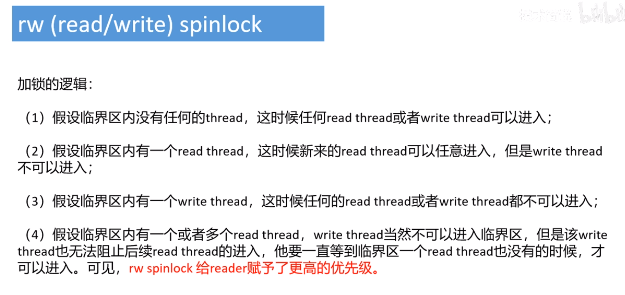 rw (read/write) spinlock
加锁的逻辑：
（1）假设临界区内没有任何的thread，这时候任何read thread或者write thread可以进入；
（2）假设临界区内有一个read thread，这时候新来的read thread可以任意进入，但是write thread
不可以进入；
（3）假设临界区内有一个write thread，这时候任何的read thread或者write thread都不可以进入；
（4）假设临界区内有一个或者多个read thread，write thread当然不可以进入临界区，但是该write
thread也无法阻止后续read thread的进入，他要一直等到临界区一个read thread也没有的时候，才
可以进入。可见，rw spinlock 给reader赋予了更高的优先级。